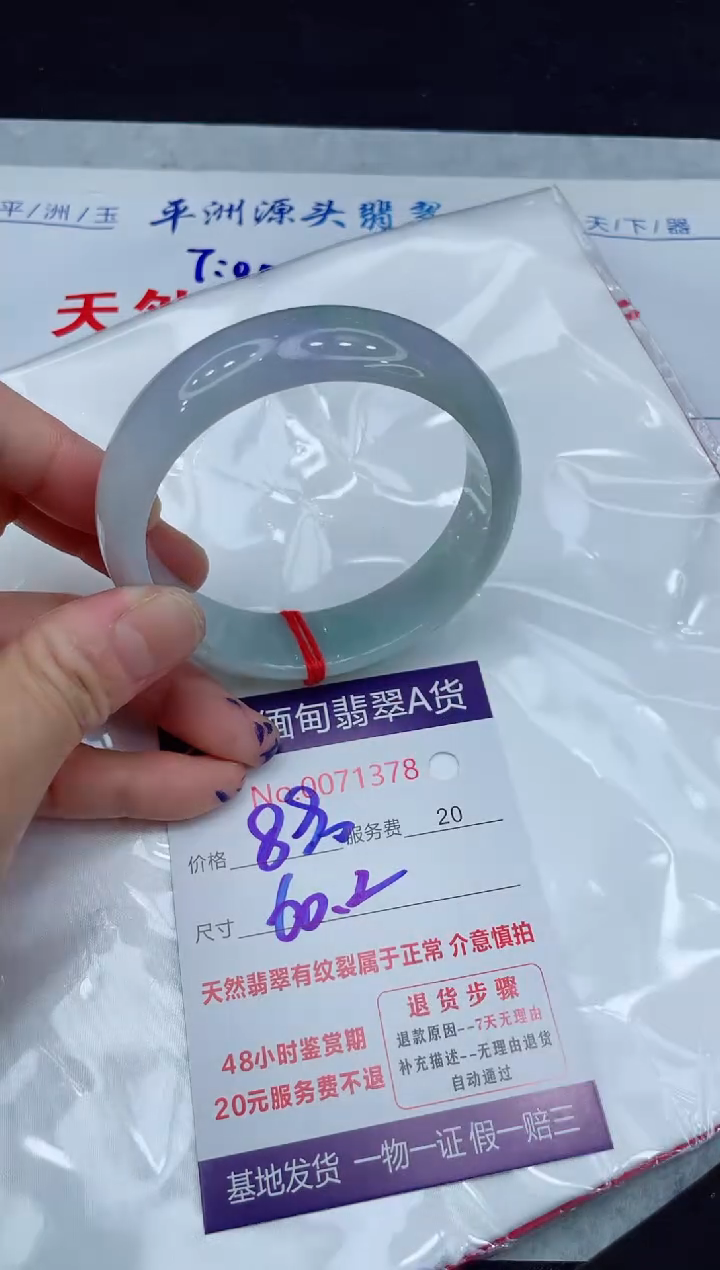 平/洲/玉
平洲源头翡翠
天/下/器
7:0
天
缅甸翡翠A货
No.0071378
价格 服务费 20
尺寸 60.2
天然翡翠有纹裂属于正常 介意慎拍
48小时鉴赏期
20元服务费不退
退货步骤
退款原因--7天无理由
补充描述--无理由退货
自动通过
基地发货 一物一证 假一赔三